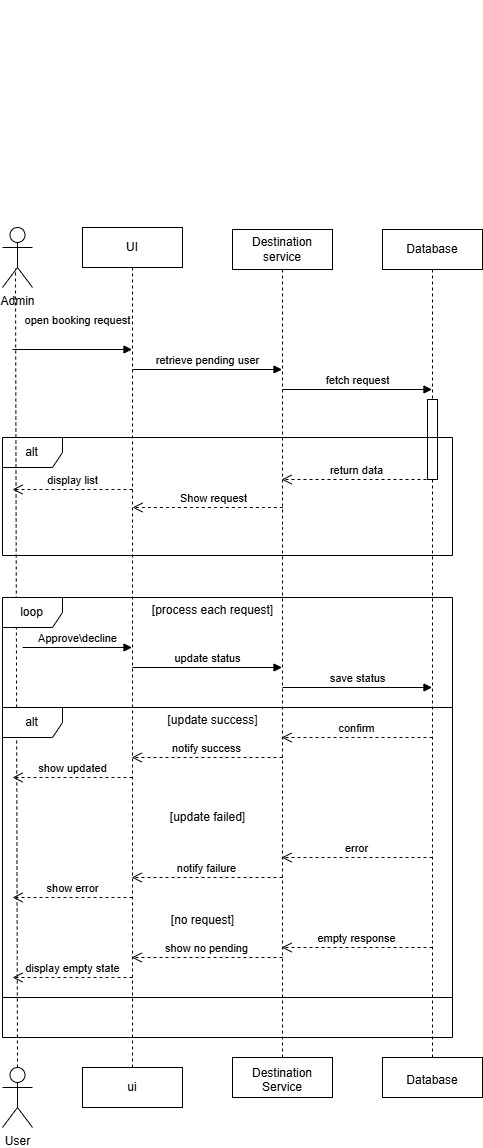 UI
Destination
service
Database
Admin
open booking request
retrieve pending user
fetch request
alt
return data
display list
Show request
loop
[process each request]
Approve\decline
update status
save status
alt
[update success]
confirm
notify success
show updated
[update failed]
error
notify failure
show error
[no request]
empty response
show no pending
display empty state
ui
Destination
Service
Database
User